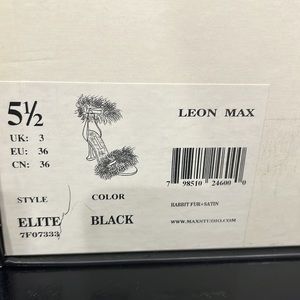 5½
LEON MAX
UK: 3
EU: 36
CN: 36
7 98510 24600 0
STYLE COLOR
RABBIT FUR+SATIN
ELITE BLACK
7F07333
WWW.MAXSTUDIO.COM